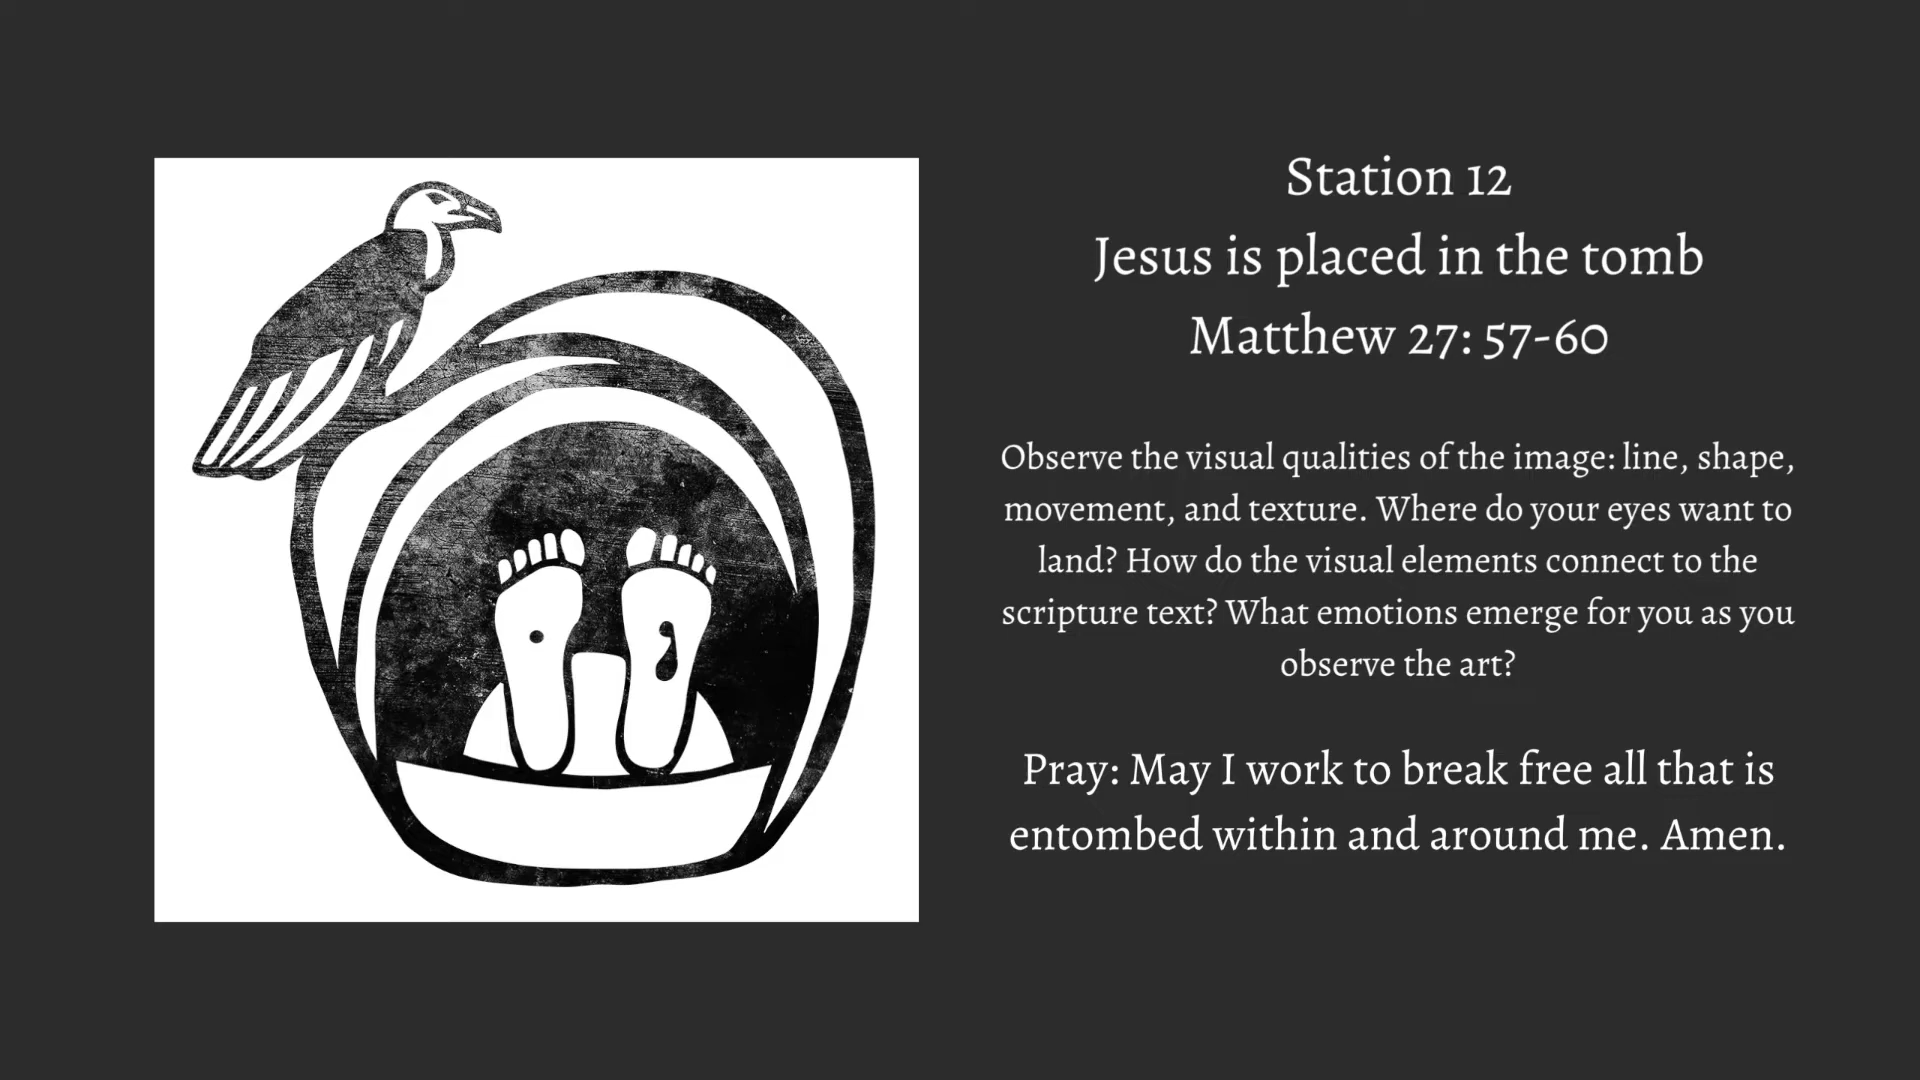 Station 12
Jesus is placed in the tomb
Matthew 27: 57-60
Observe the visual qualities of the image: line, shape,
movement, and texture. Where do your eyes want to
land? How do the visual elements connect to the
scripture text? What emotions emerge for you as you
observe the art?
Pray: May I work to break free all that is
entombed within and around me. Amen.